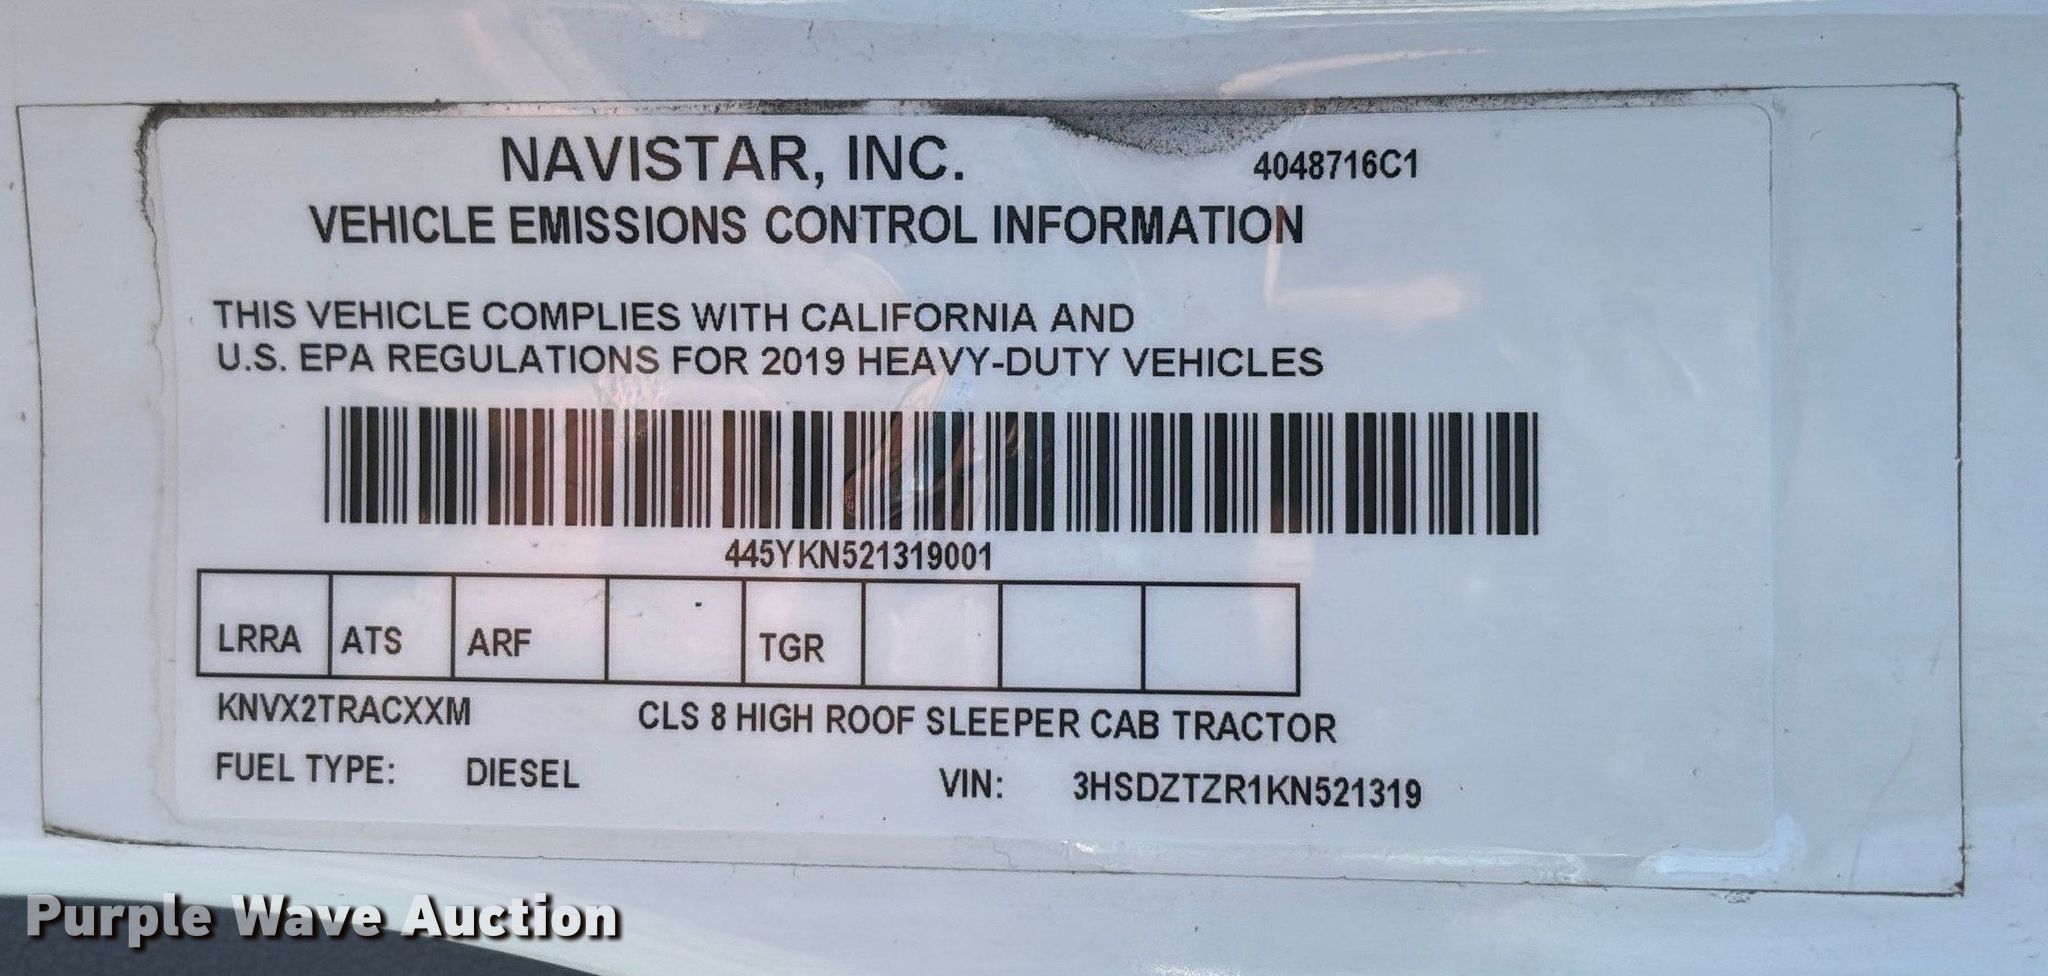 NAVISTAR, INC. 4048716C1
VEHICLE EMISSIONS CONTROL INFORMATION
THIS VEHICLE COMPLIES WITH CALIFORNIA AND
U.S. EPA REGULATIONS FOR 2019 HEAVY-DUTY VEHICLES
445YKN521319001
LRRA ATS ARF TGR
KNVX2TRACXXM CLS 8 HIGH ROOF SLEEPER CAB TRACTOR
FUEL TYPE: DIESEL VIN: 3HSDZTZR1KN521319
Purple Wave Auction